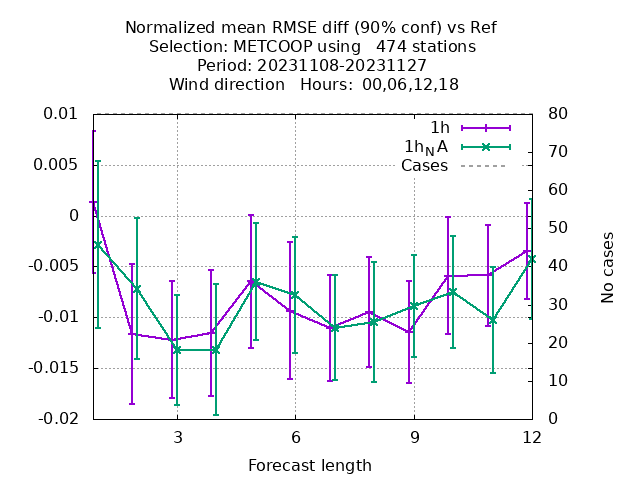 Normalized mean RMSE diff (90% conf) vs Ref
Selection: METCOOP using   474 stations
Period: 20231108-20231127
Wind direction   Hours:  00,06,12,18
0.01
0.005
0
-0.005
-0.01
-0.015
-0.02
80
70
60
50
40
30
20
10
0
1h
1hNA
Cases
No cases
3
6
9
12
Forecast length